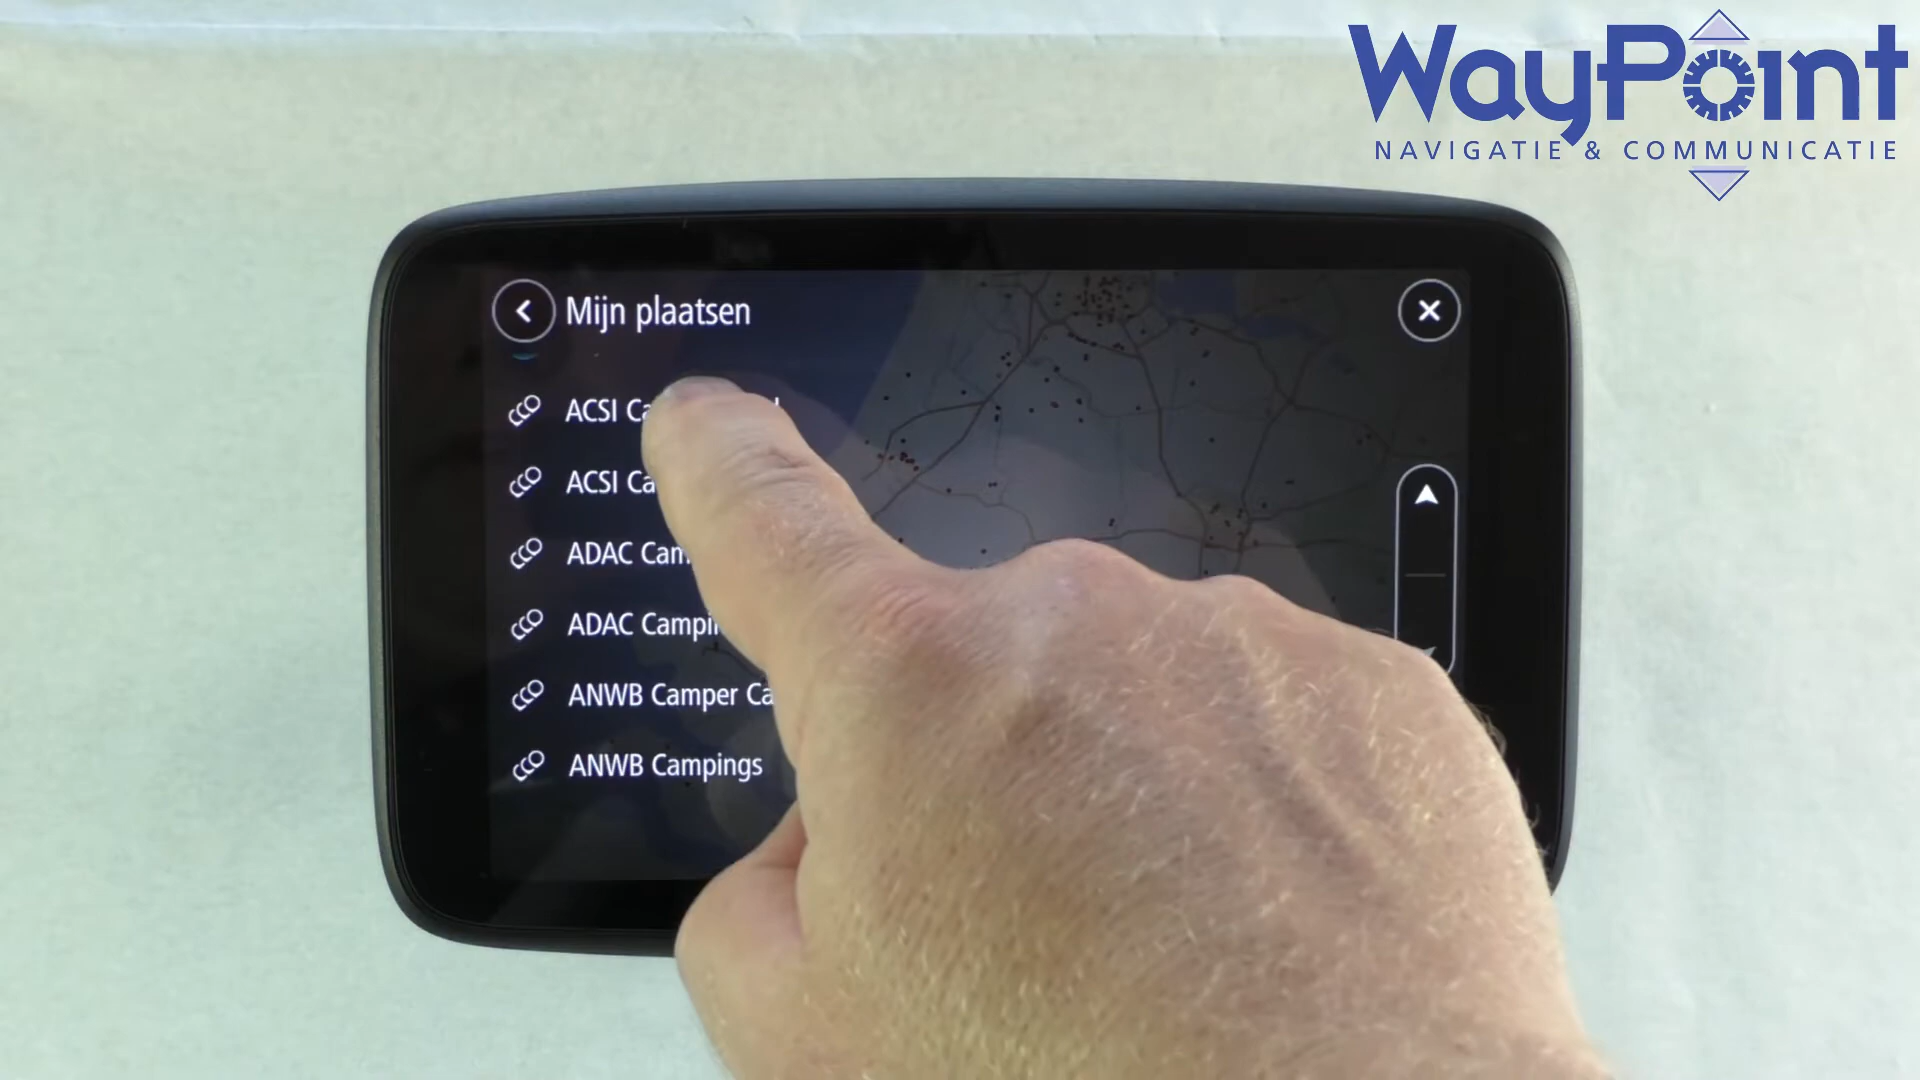 WayPoint
NAVIGATIE & COMMUNICATIE
Mijn plaatsen
ACSI
ACSI
ADAC
ADAC
ANWB Camper
ANWB Campings